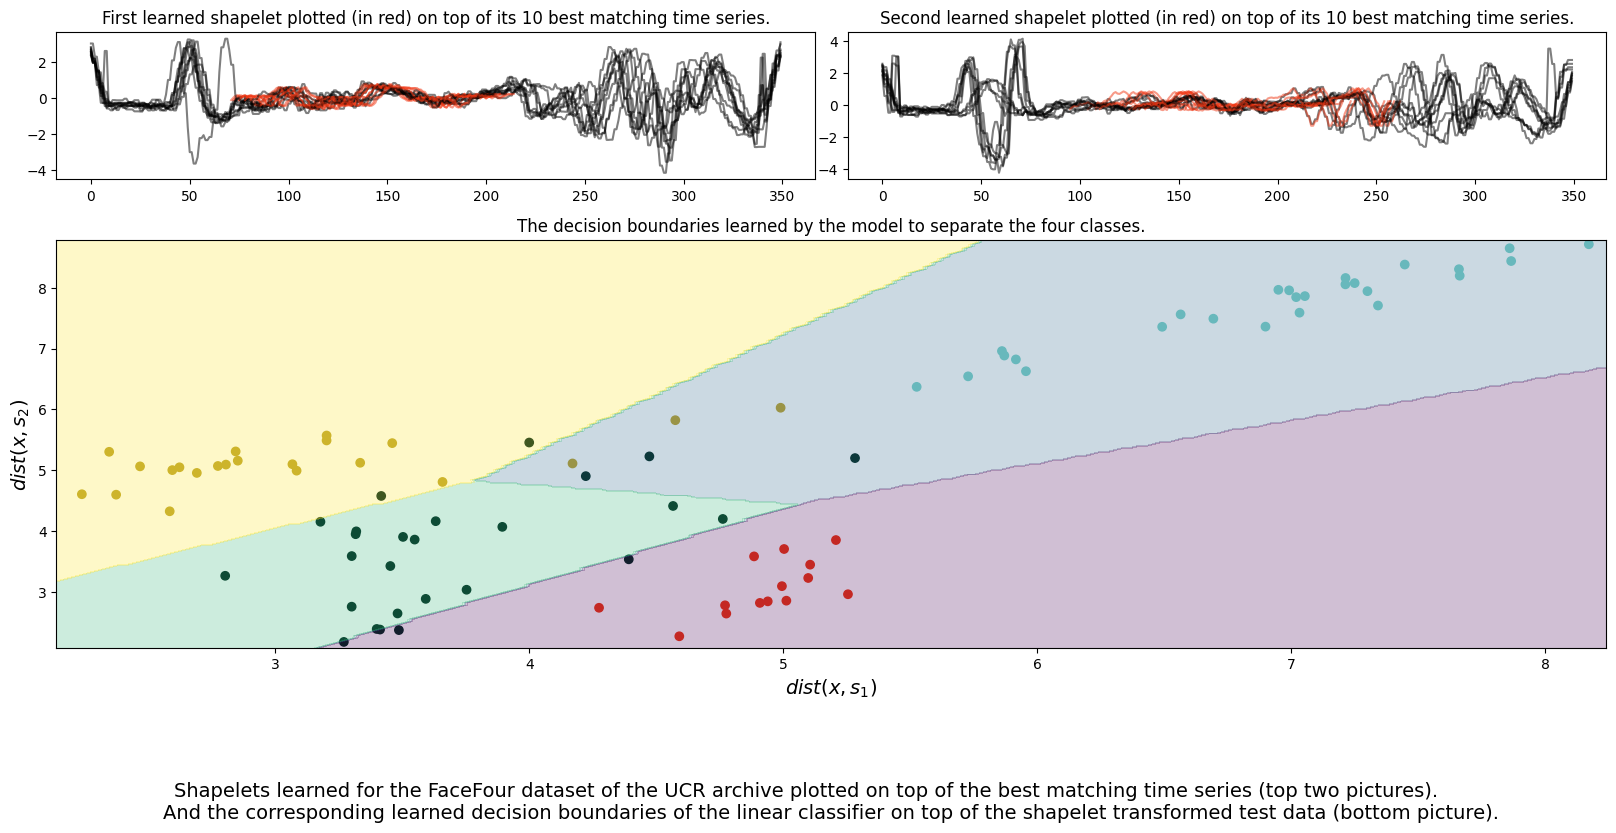 First learned shapelet plotted (in red) on top of its 10 best matching time series.
2
0
−2
−4
0 50 100 150 200 250 300 350
Second learned shapelet plotted (in red) on top of its 10 best matching time series.
4
2
0
−2
−4
0 50 100 150 200 250 300 350
The decision boundaries learned by the model to separate the four classes.
dist(x, s₂)
8
7
6
5
4
3
3 4 5 6 7 8
dist(x, s₁)
Shapelets learned for the FaceFour dataset of the UCR archive plotted on top of the best matching time series (top two pictures).
And the corresponding learned decision boundaries of the linear classifier on top of the shapelet transformed test data (bottom picture).